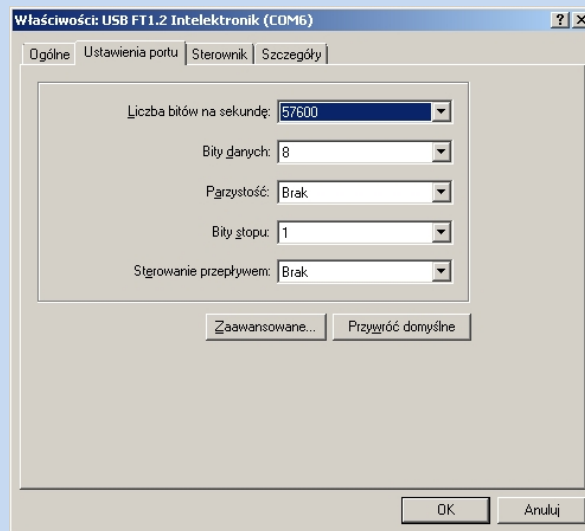 Właściwości: USB FT1.2 Intelektronik (COM6)
Ogólne Ustawienia portu Sterownik Szczegóły
Liczba bitów na sekundę: 57600
Bity danych: 8
Parzystość: Brak
Bity stopu: 1
Sterowanie przepływem: Brak
Zaawansowane... Przywróć domyślne
OK Anuluj